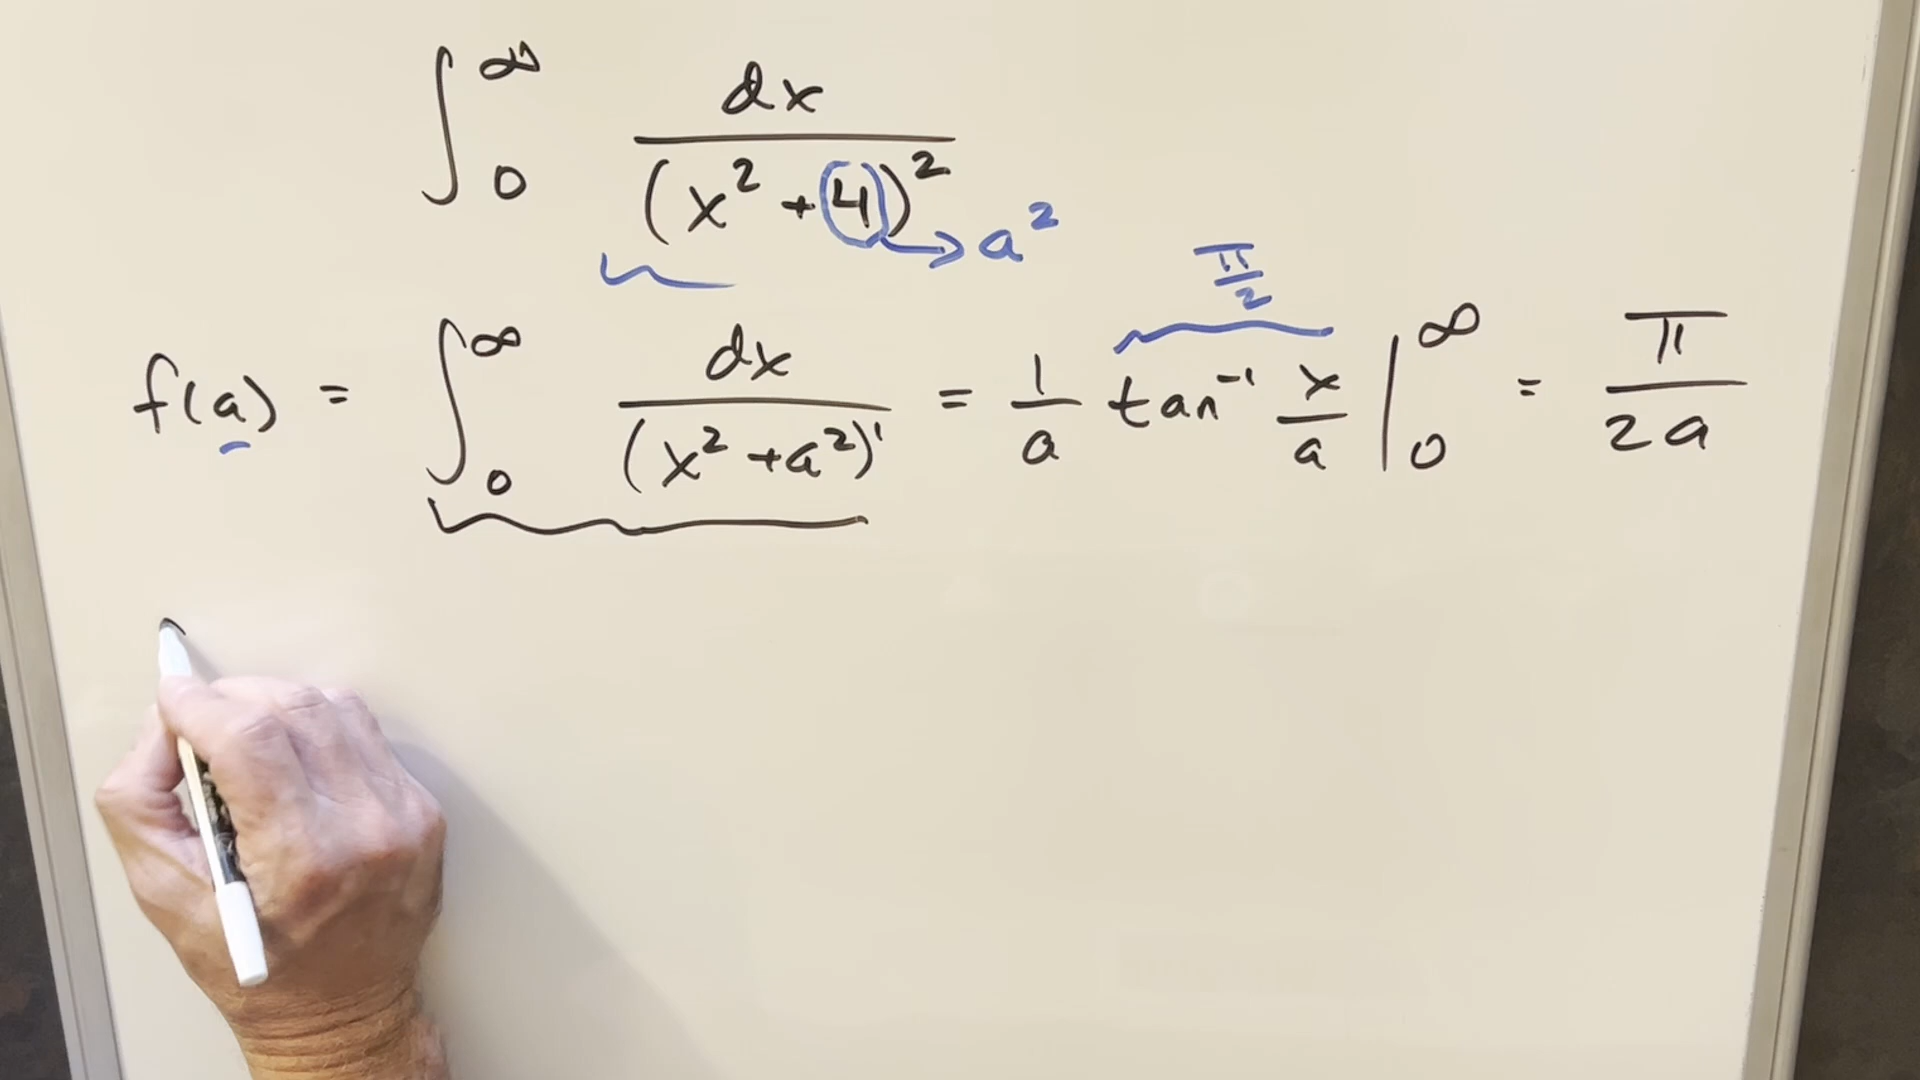 ∫₀^∞ dx / (x² + 4)² → a²
f(a) = ∫₀^∞ dx / (x² + a²)¹ = 1/a tan⁻¹ x/a |₀^∞ = π / 2a
π/2